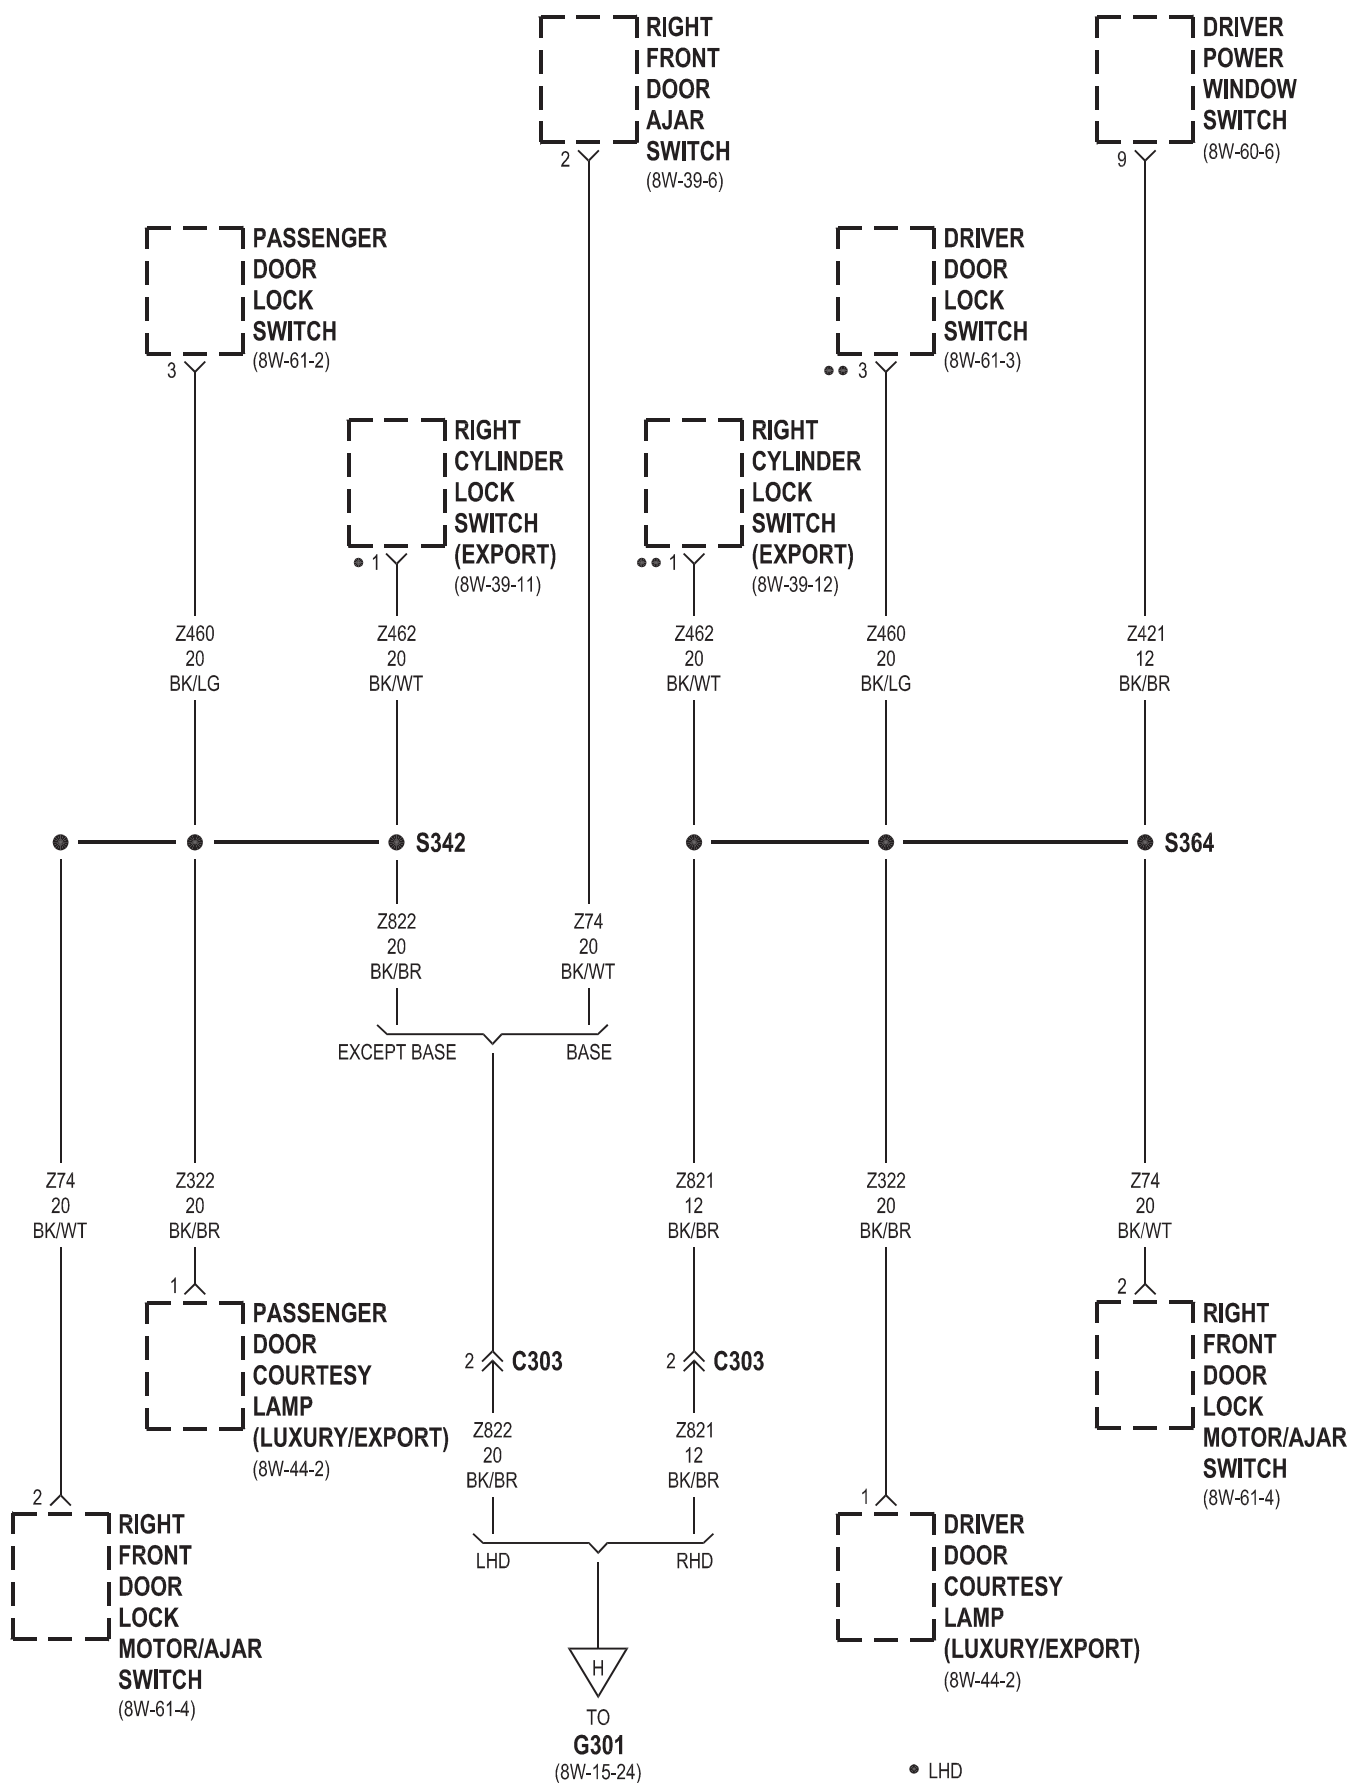 RIGHT
FRONT
DOOR
AJAR
SWITCH
(8W-39-6)
2
DRIVER
POWER
WINDOW
SWITCH
(8W-60-6)
9
PASSENGER
DOOR
LOCK
SWITCH
(8W-61-2)
3
DRIVER
DOOR
LOCK
SWITCH
(8W-61-3)
•• 3
RIGHT
CYLINDER
LOCK
SWITCH
(EXPORT)
(8W-39-11)
• 1
RIGHT
CYLINDER
LOCK
SWITCH
(EXPORT)
(8W-39-12)
•• 1
Z460
20
BK/LG
Z462
20
BK/WT
Z462
20
BK/WT
Z460
20
BK/LG
Z421
12
BK/BR
S342
S364
Z822
20
BK/BR
Z74
20
BK/WT
EXCEPT BASE
BASE
Z74
20
BK/WT
Z322
20
BK/BR
Z821
12
BK/BR
Z322
20
BK/BR
Z74
20
BK/WT
1
PASSENGER
DOOR
COURTESY
LAMP
(LUXURY/EXPORT)
(8W-44-2)
2 C303
2 C303
2
RIGHT
FRONT
DOOR
LOCK
MOTOR/AJAR
SWITCH
(8W-61-4)
Z822
20
BK/BR
Z821
12
BK/BR
2
RIGHT
FRONT
DOOR
LOCK
MOTOR/AJAR
SWITCH
(8W-61-4)
LHD
RHD
1
DRIVER
DOOR
COURTESY
LAMP
(LUXURY/EXPORT)
(8W-44-2)
H
TO
G301
(8W-15-24)
• LHD